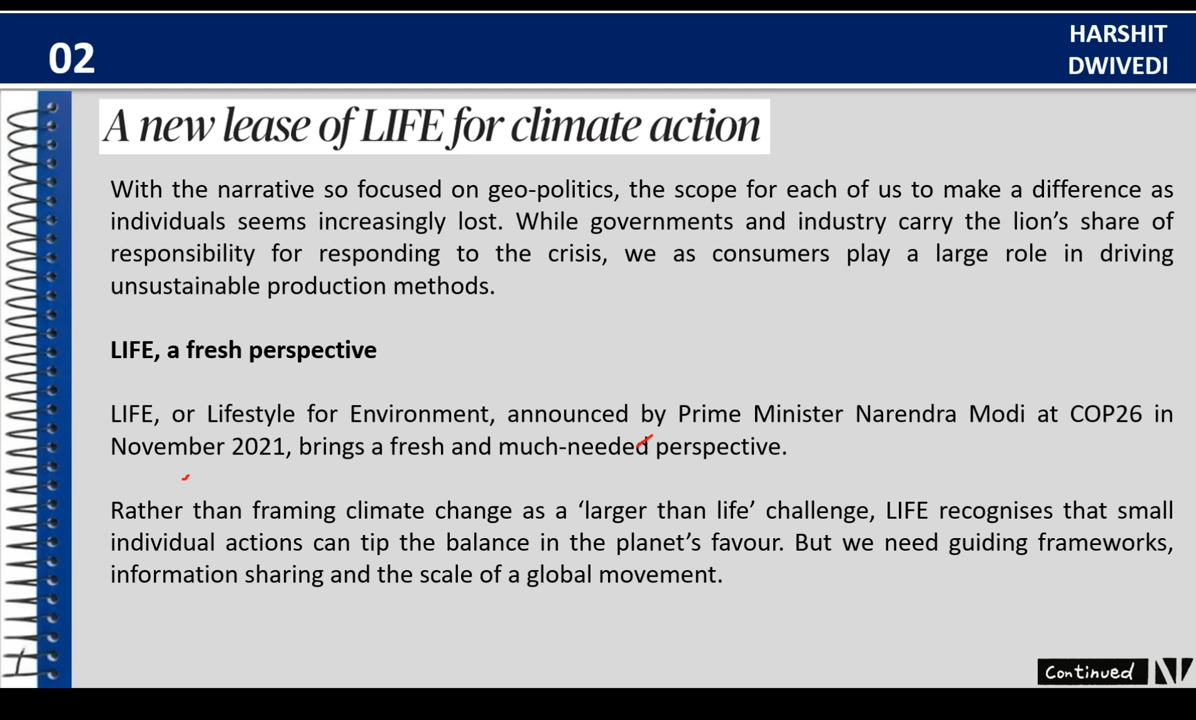 02
HARSHIT
DWIVEDI
A new lease of LIFE for climate action
With the narrative so focused on geo-politics, the scope for each of us to make a difference as
individuals seems increasingly lost. While governments and industry carry the lion’s share of
responsibility for responding to the crisis, we as consumers play a large role in driving
unsustainable production methods.
LIFE, a fresh perspective
LIFE, or Lifestyle for Environment, announced by Prime Minister Narendra Modi at COP26 in
November 2021, brings a fresh and much-needed perspective.
Rather than framing climate change as a ‘larger than life’ challenge, LIFE recognises that small
individual actions can tip the balance in the planet’s favour. But we need guiding frameworks,
information sharing and the scale of a global movement.
Continued